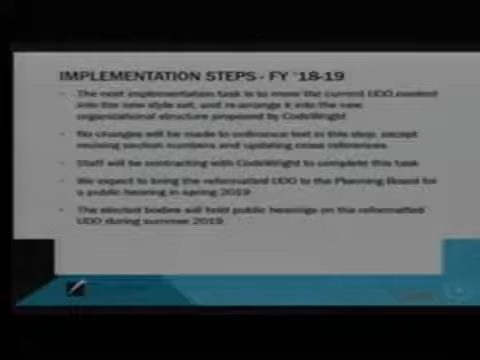 IMPLEMENTATION STEPS - FY '18-19
- The next implementation task is to move the current UDO content
into the new style set, and re-arrange it into the new
organizational structure proposed by CodeWright
- No changes will be made to ordinance text in this step, except
revising section numbers and updating cross references.
- Staff will be contracting with CodeWright to complete this task
- We expect to bring the reformatted UDO to the Planning Board for
a public hearing in spring 2019
- The elected bodies will hold public hearings on the reformatted
UDO during summer 2019